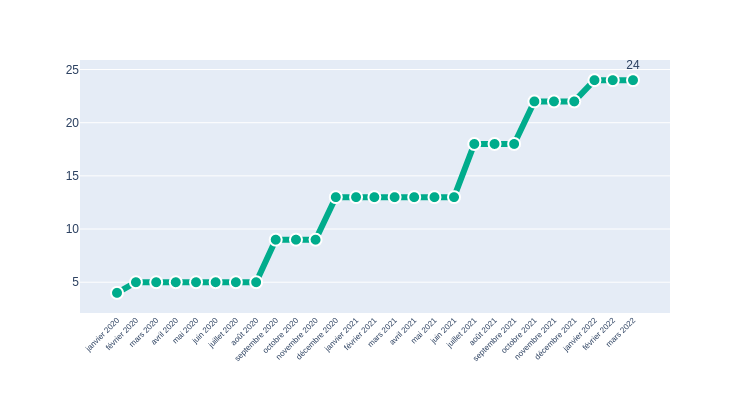 24
25
20
15
10
5
janvier 2020
février 2020
mars 2020
avril 2020
mai 2020
juin 2020
juillet 2020
août 2020
septembre 2020
octobre 2020
novembre 2020
décembre 2020
janvier 2021
février 2021
mars 2021
avril 2021
mai 2021
juin 2021
juillet 2021
août 2021
septembre 2021
octobre 2021
novembre 2021
décembre 2021
janvier 2022
février 2022
mars 2022